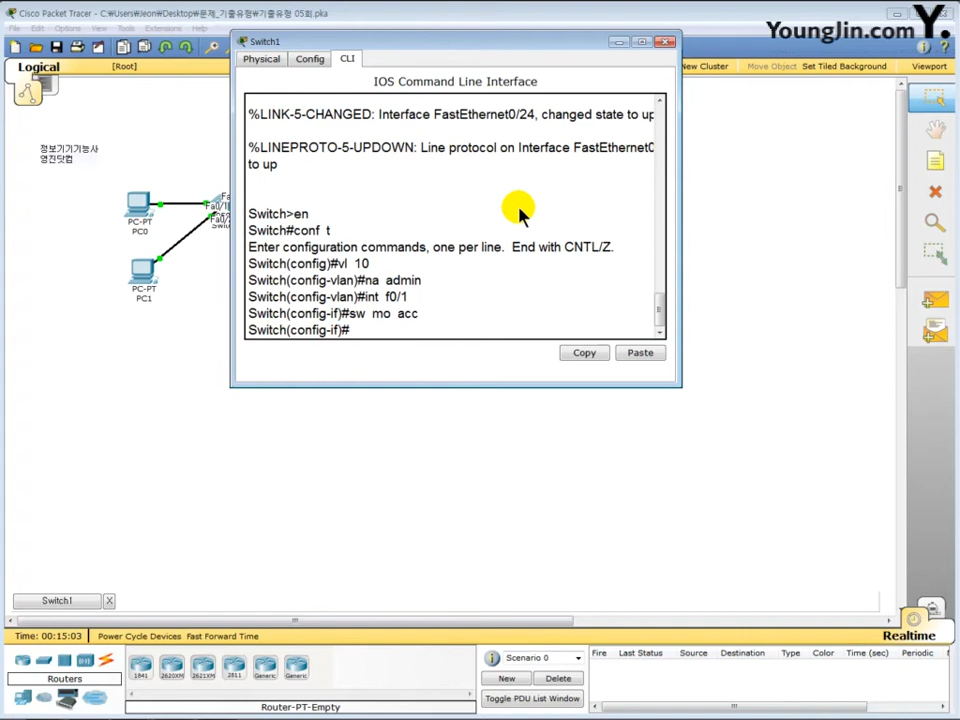 Cisco Packet Tracer - C:₩Users₩Jeon₩Desktop₩문제_기출유형₩기출유형 05회.pka
File Edit Options View Tools Extensions Help
Younglin.com Y.
Logical
[Root]
New Cluster
Move Object
Set Tiled Background
Viewport
Switch1
Physical
Config
CLI
IOS Command Line Interface
%LINK-5-CHANGED: Interface FastEthernet0/24, changed state to up
%LINEPROTO-5-UPDOWN: Line protocol on Interface FastEthernet0
to up
Switch>en
Switch#conf t
Enter configuration commands, one per line. End with CNTL/Z.
Switch(config)#vl 10
Switch(config-vlan)#na admin
Switch(config-vlan)#int f0/1
Switch(config-if)#sw mo acc
Switch(config-if)#
Copy
Paste
정보기기기능사
영진닷컴
PC-PT
PC0
PC-PT
PC1
Switch1
X
Time: 00:15:03
Power Cycle Devices
Fast Forward Time
Realtime
Routers
1841
2620XM
2621XM
2811
Generic
Generic
Router-PT-Empty
Scenario 0
New
Delete
Toggle PDU List Window
Fire
Last Status
Source
Destination
Type
Color
Time (sec)
Periodic